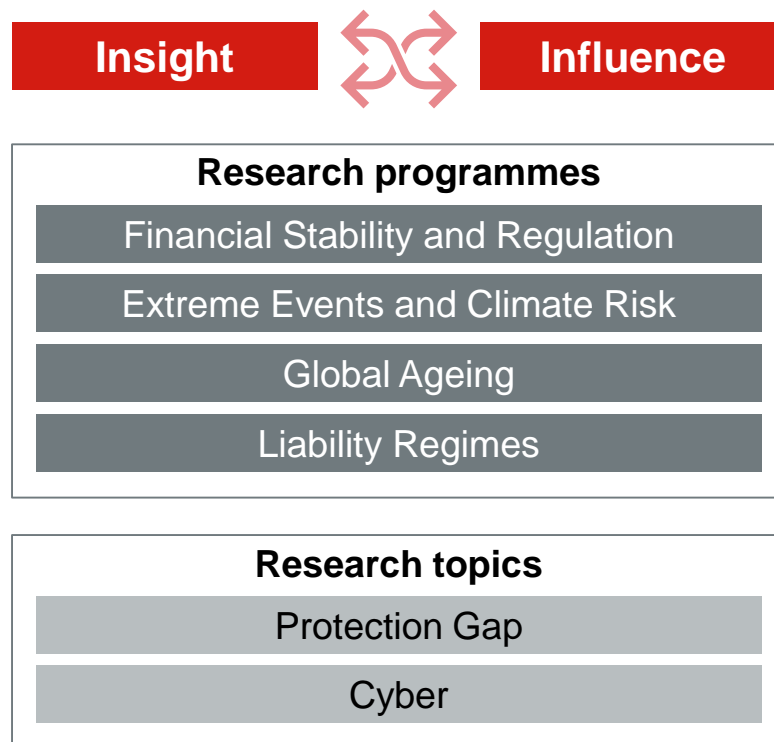 Insight
Influence
Research programmes
Financial Stability and Regulation
Extreme Events and Climate Risk
Global Ageing
Liability Regimes
Research topics
Protection Gap
Cyber